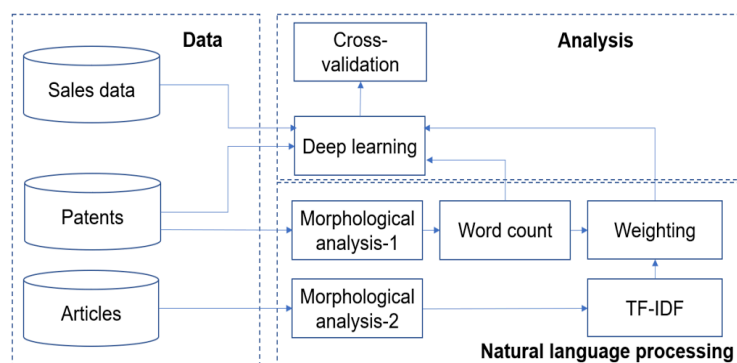 Data
Sales data
Patents
Articles
Cross-
validation
Analysis
Deep learning
Morphological
analysis-1
Word count
Weighting
Morphological
analysis-2
TF-IDF
Natural language processing